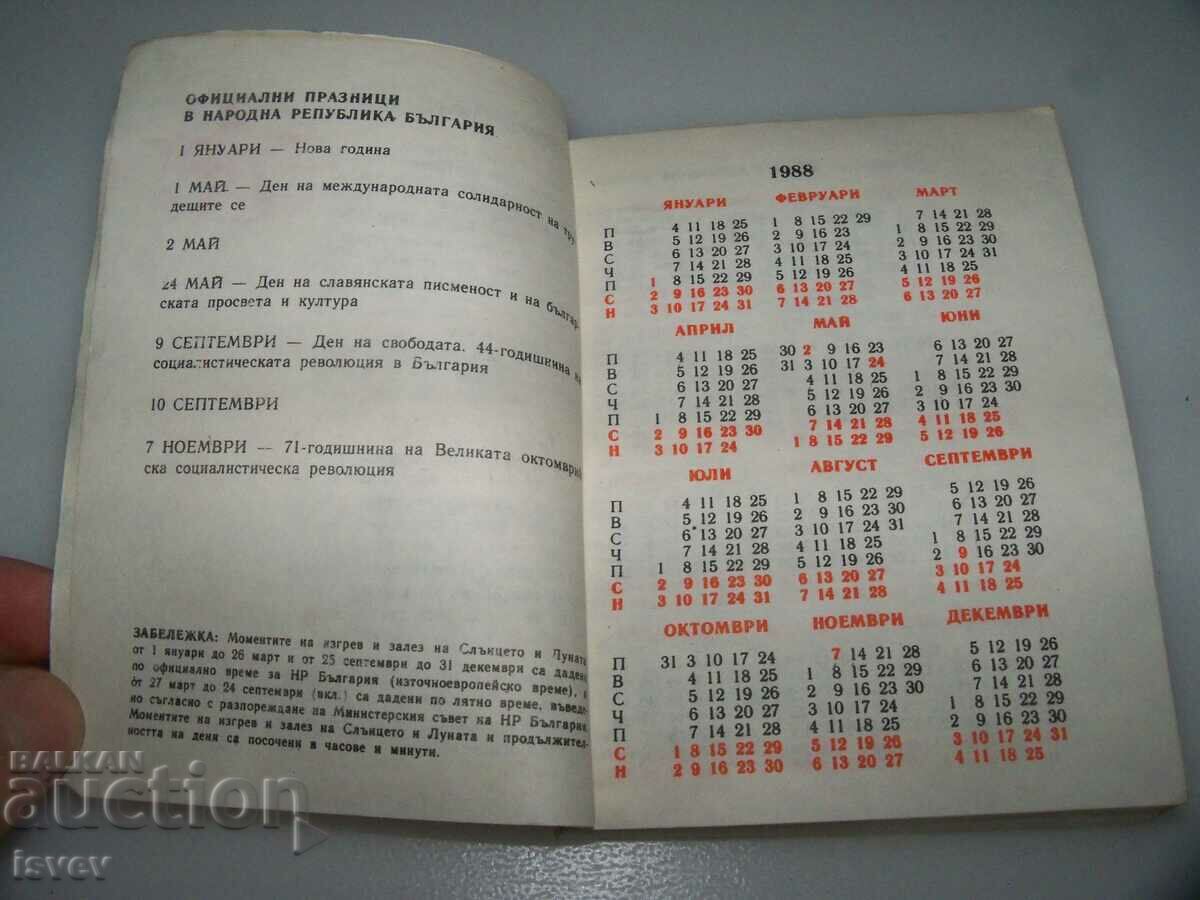 ОФИЦИАЛНИ ПРАЗНИЦИ
В НАРОДНА РЕПУБЛИКА БЪЛГАРИЯ
1 ЯНУАРИ — Нова година
1 МАЙ — Ден на международната солидарност на тру
дещите се
2 МАЙ
24 МАЙ — Ден на славянската писменост и на българ-
ската просвета и култура
9 СЕПТЕМВРИ — Ден на свободата. 44-годишнина на
социалистическата революция в България
10 СЕПТЕМВРИ
7 НОЕМВРИ — 71-годишнина на Великата октомврий
ска социалистическа революция
ЗАБЕЛЕЖКА: Моментите на изгрев и залез на Слънцето и Луната
от 1 януари до 26 март и от 25 септември до 31 декември са дадени
по официално време за НР България (източноевропейско време), а
от 27 март до 24 септември (вкл.) са дадени по лятно време, въведе-
но съгласно с разпореждане на Министерския съвет на НР България.
Моментите на изгрев и залез на Слънцето и Луната и продължител-
ността на деня са посочени в часове и минути.
1988
ЯНУАРИ ФЕВРУАРИ МАРТ
П 4 11 18 25 1 8 15 22 29 7 14 21 28
В 5 12 19 26 2 9 16 23 1 8 15 22 29
С 6 13 20 27 3 10 17 24 2 9 16 23 30
Ч 7 14 21 28 4 11 18 25 3 10 17 24 31
П 1 8 15 22 29 5 12 19 26 4 11 18 25
С 2 9 16 23 30 6 13 20 27 5 12 19 26
Н 3 10 17 24 31 7 14 21 28 6 13 20 27
АПРИЛ МАЙ ЮНИ
П 4 11 18 25 30 2 9 16 23 6 13 20 27
В 5 12 19 26 31 3 10 17 24 7 14 21 28
С 6 13 20 27 4 11 18 25 1 8 15 22 29
Ч 7 14 21 28 5 12 19 26 2 9 16 23 30
П 1 8 15 22 29 6 13 20 27 3 10 17 24
С 2 9 16 23 30 7 14 21 28 4 11 18 25
Н 3 10 17 24 1 8 15 22 29 5 12 19 26
ЮЛИ АВГУСТ СЕПТЕМВРИ
П 4 11 18 25 1 8 15 22 29 5 12 19 26
В 5 12 19 26 2 9 16 23 30 6 13 20 27
С 6 13 20 27 3 10 17 24 31 7 14 21 28
Ч 7 14 21 28 4 11 18 25 1 8 15 22 29
П 1 8 15 22 29 5 12 19 26 2 9 16 23 30
С 2 9 16 23 30 6 13 20 27 3 10 17 24
Н 3 10 17 24 31 7 14 21 28 4 11 18 25
ОКТОМВРИ НОЕМВРИ ДЕКЕМВРИ
П 31 3 10 17 24 7 14 21 28 5 12 19 26
В 4 11 18 25 1 8 15 22 29 6 13 20 27
С 5 12 19 26 2 9 16 23 30 7 14 21 28
Ч 6 13 20 27 3 10 17 24 1 8 15 22 29
П 7 14 21 28 4 11 18 25 2 9 16 23 30
С 1 8 15 22 29 5 12 19 26 3 10 17 24 31
Н 2 9 16 23 30 6 13 20 27 4 11 18 25
BALKAN
auction
isvev